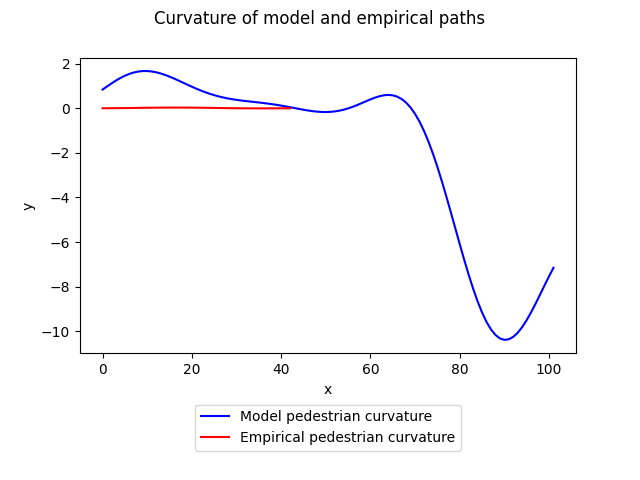 Curvature of model and empirical paths
2
0
−2
−4
−6
−8
−10
y
0 20 40 60 80 100
x
Model pedestrian curvature
Empirical pedestrian curvature